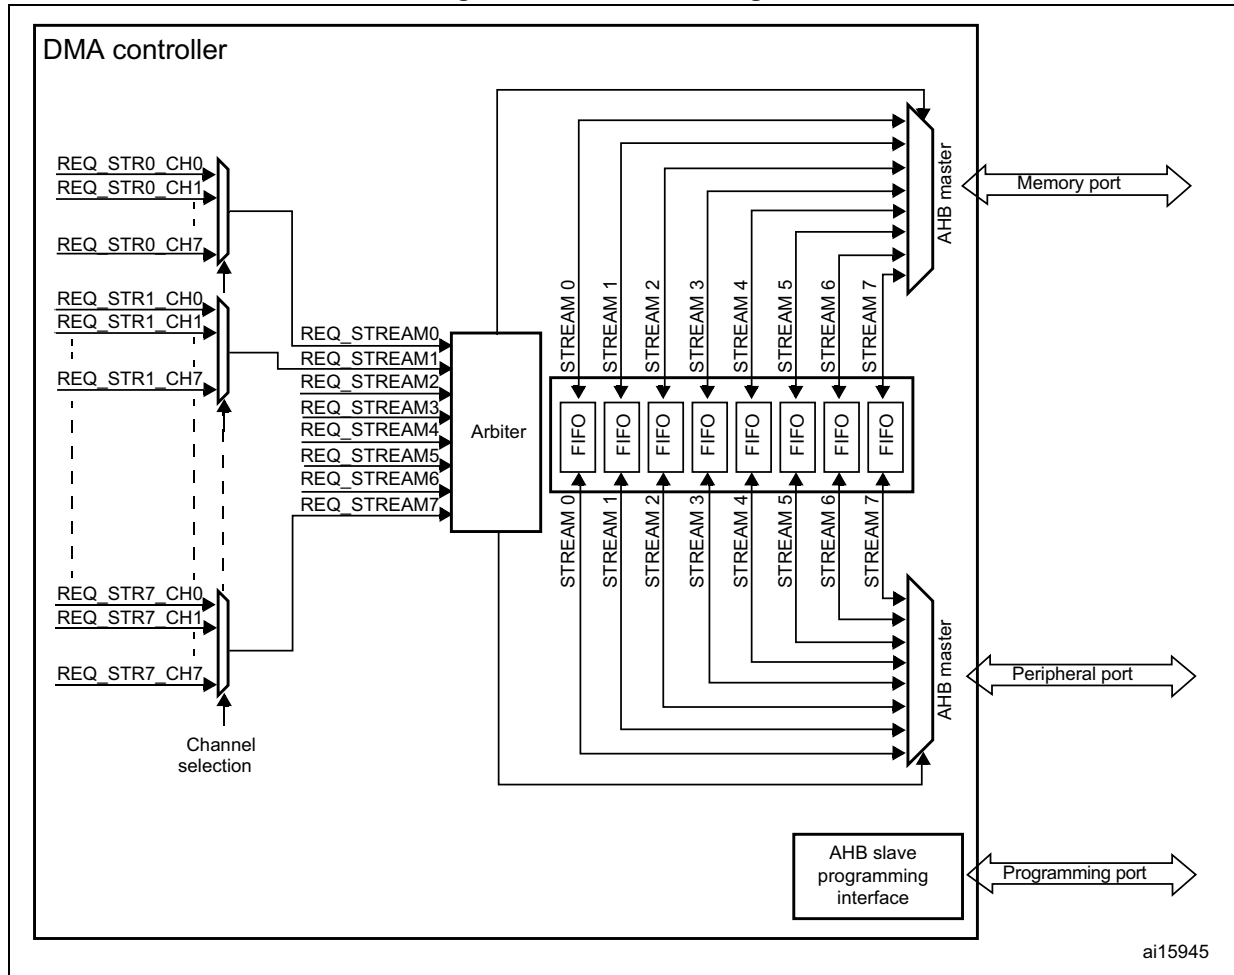 DMA controller
REQ_STR0_CH0
REQ_STR0_CH1
REQ_STR0_CH7
REQ_STR1_CH0
REQ_STR1_CH1
REQ_STR1_CH7
REQ_STR7_CH0
REQ_STR7_CH1
REQ_STR7_CH7
Channel
selection
REQ_STREAM0
REQ_STREAM1
REQ_STREAM2
REQ_STREAM3
REQ_STREAM4
REQ_STREAM5
REQ_STREAM6
REQ_STREAM7
Arbiter
STREAM 0
STREAM 1
STREAM 2
STREAM 3
STREAM 4
STREAM 5
STREAM 6
STREAM 7
FIFO
FIFO
FIFO
FIFO
FIFO
FIFO
FIFO
FIFO
STREAM 0
STREAM 1
STREAM 2
STREAM 3
STREAM 4
STREAM 5
STREAM 6
STREAM 7
AHB master
Memory port
AHB master
Peripheral port
AHB slave
programming
interface
Programming port
ai15945